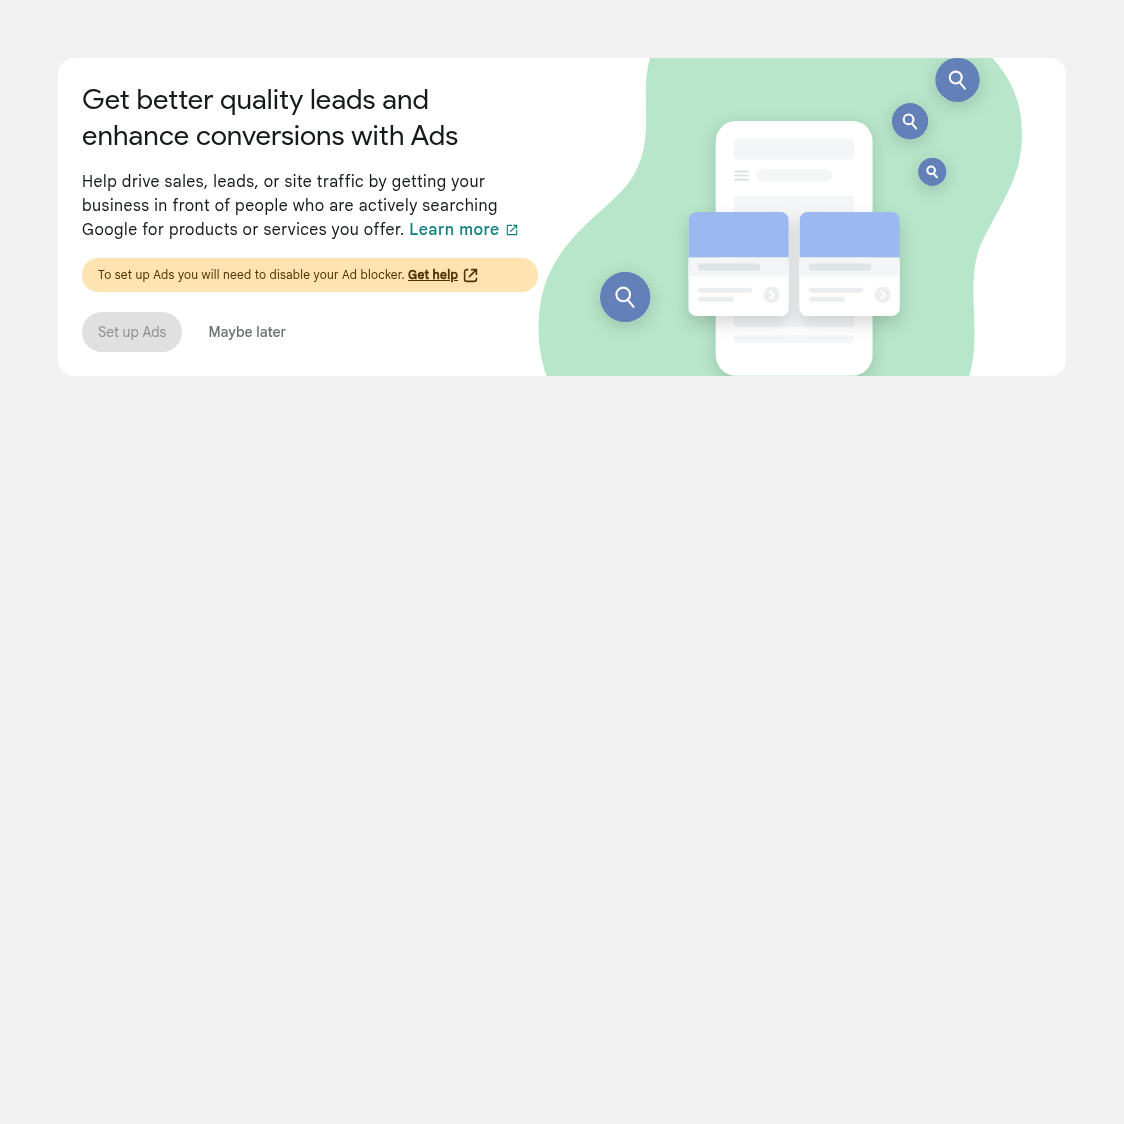 Get better quality leads and
enhance conversions with Ads
Help drive sales, leads, or site traffic by getting your
business in front of people who are actively searching
Google for products or services you offer. Learn more
To set up Ads you will need to disable your Ad blocker. Get help
Set up Ads
Maybe later